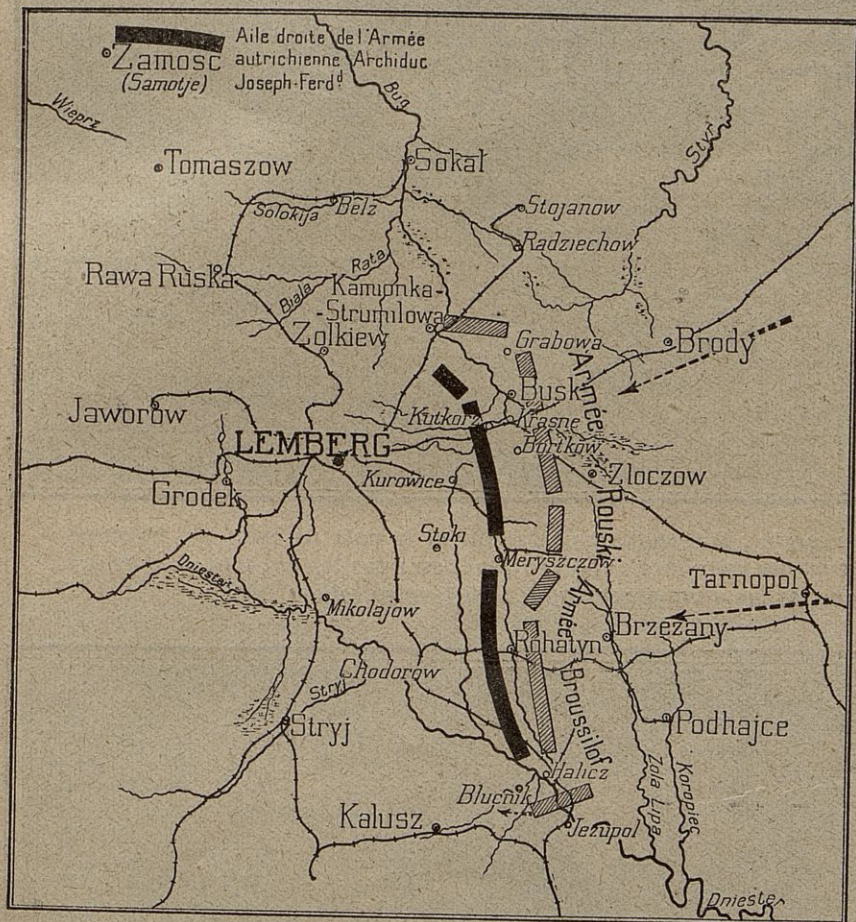 Zamość
(Samotje)
Aile droite de l'Armée
autrichienne Archiduc
Joseph-Ferd.d
Wieprz
Bug
Styr
Tomaszow
Sokal
Solokija
Belz
Stojanow
Radziechow
Rawa Ruska
Rata
Biala
Kamionka-
-Strumilowa
Zolkiew
Grabowa
Brody
Armée Rouski
Busk
Jaworow
Kutkorz
Krasne
LEMBERG
Bortkow
Zloczow
Grodek
Kurowice
Stoki
Meryszczow
Dniester
Tarnopol
Mikolajow
Armée Broussilof
Brzezany
Rohatyn
Chodorow
Stryj
Stryj
Podhajce
Halicz
Zola Lipa
Koropiec
Blucnik
Kalusz
Jezupol
Dniester